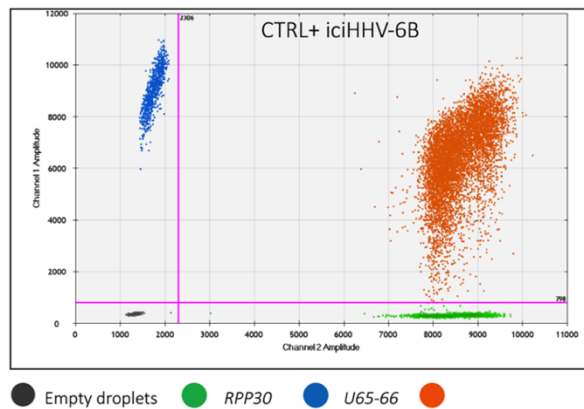 CTRL+ iciHHV-6B
2306
12000
10000
8000
6000
4000
2000
0
Channel 1 Amplitude
798
0 1000 2000 3000 4000 5000 6000 7000 8000 9000 10000 11000
Channel 2 Amplitude
Empty droplets RPP30 U65-66